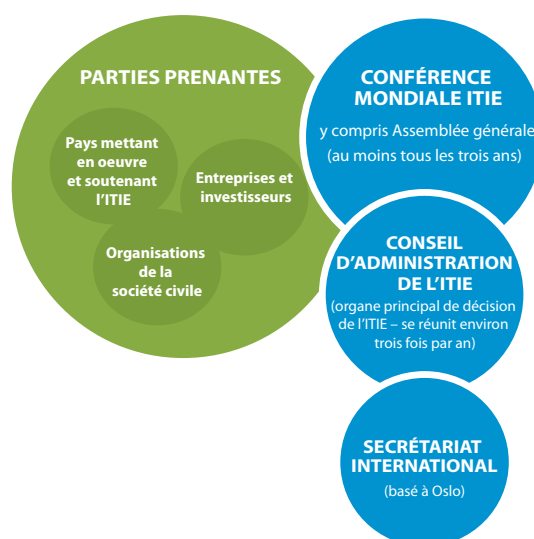 PARTIES PRENANTES
Pays mettant
en oeuvre
et soutenant
l'ITIE
Entreprises et
investisseurs
Organisations
de la
société civile
CONFÉRENCE
MONDIALE ITIE
y compris Assemblée générale
(au moins tous les trois ans)
CONSEIL
D'ADMINISTRATION
DE L'ITIE
(organe principal de décision
de l'ITIE – se réunit environ
trois fois par an)
SECRÉTARIAT
INTERNATIONAL
(basé à Oslo)